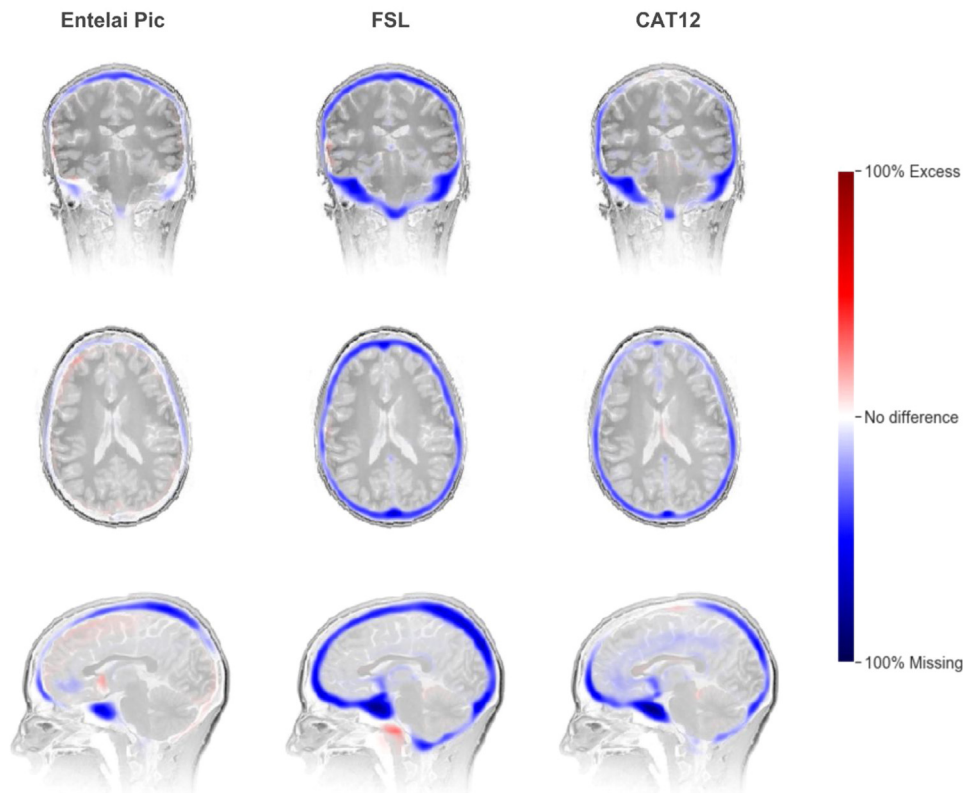 Entelai Pic
FSL
CAT12
100% Excess
No difference
100% Missing